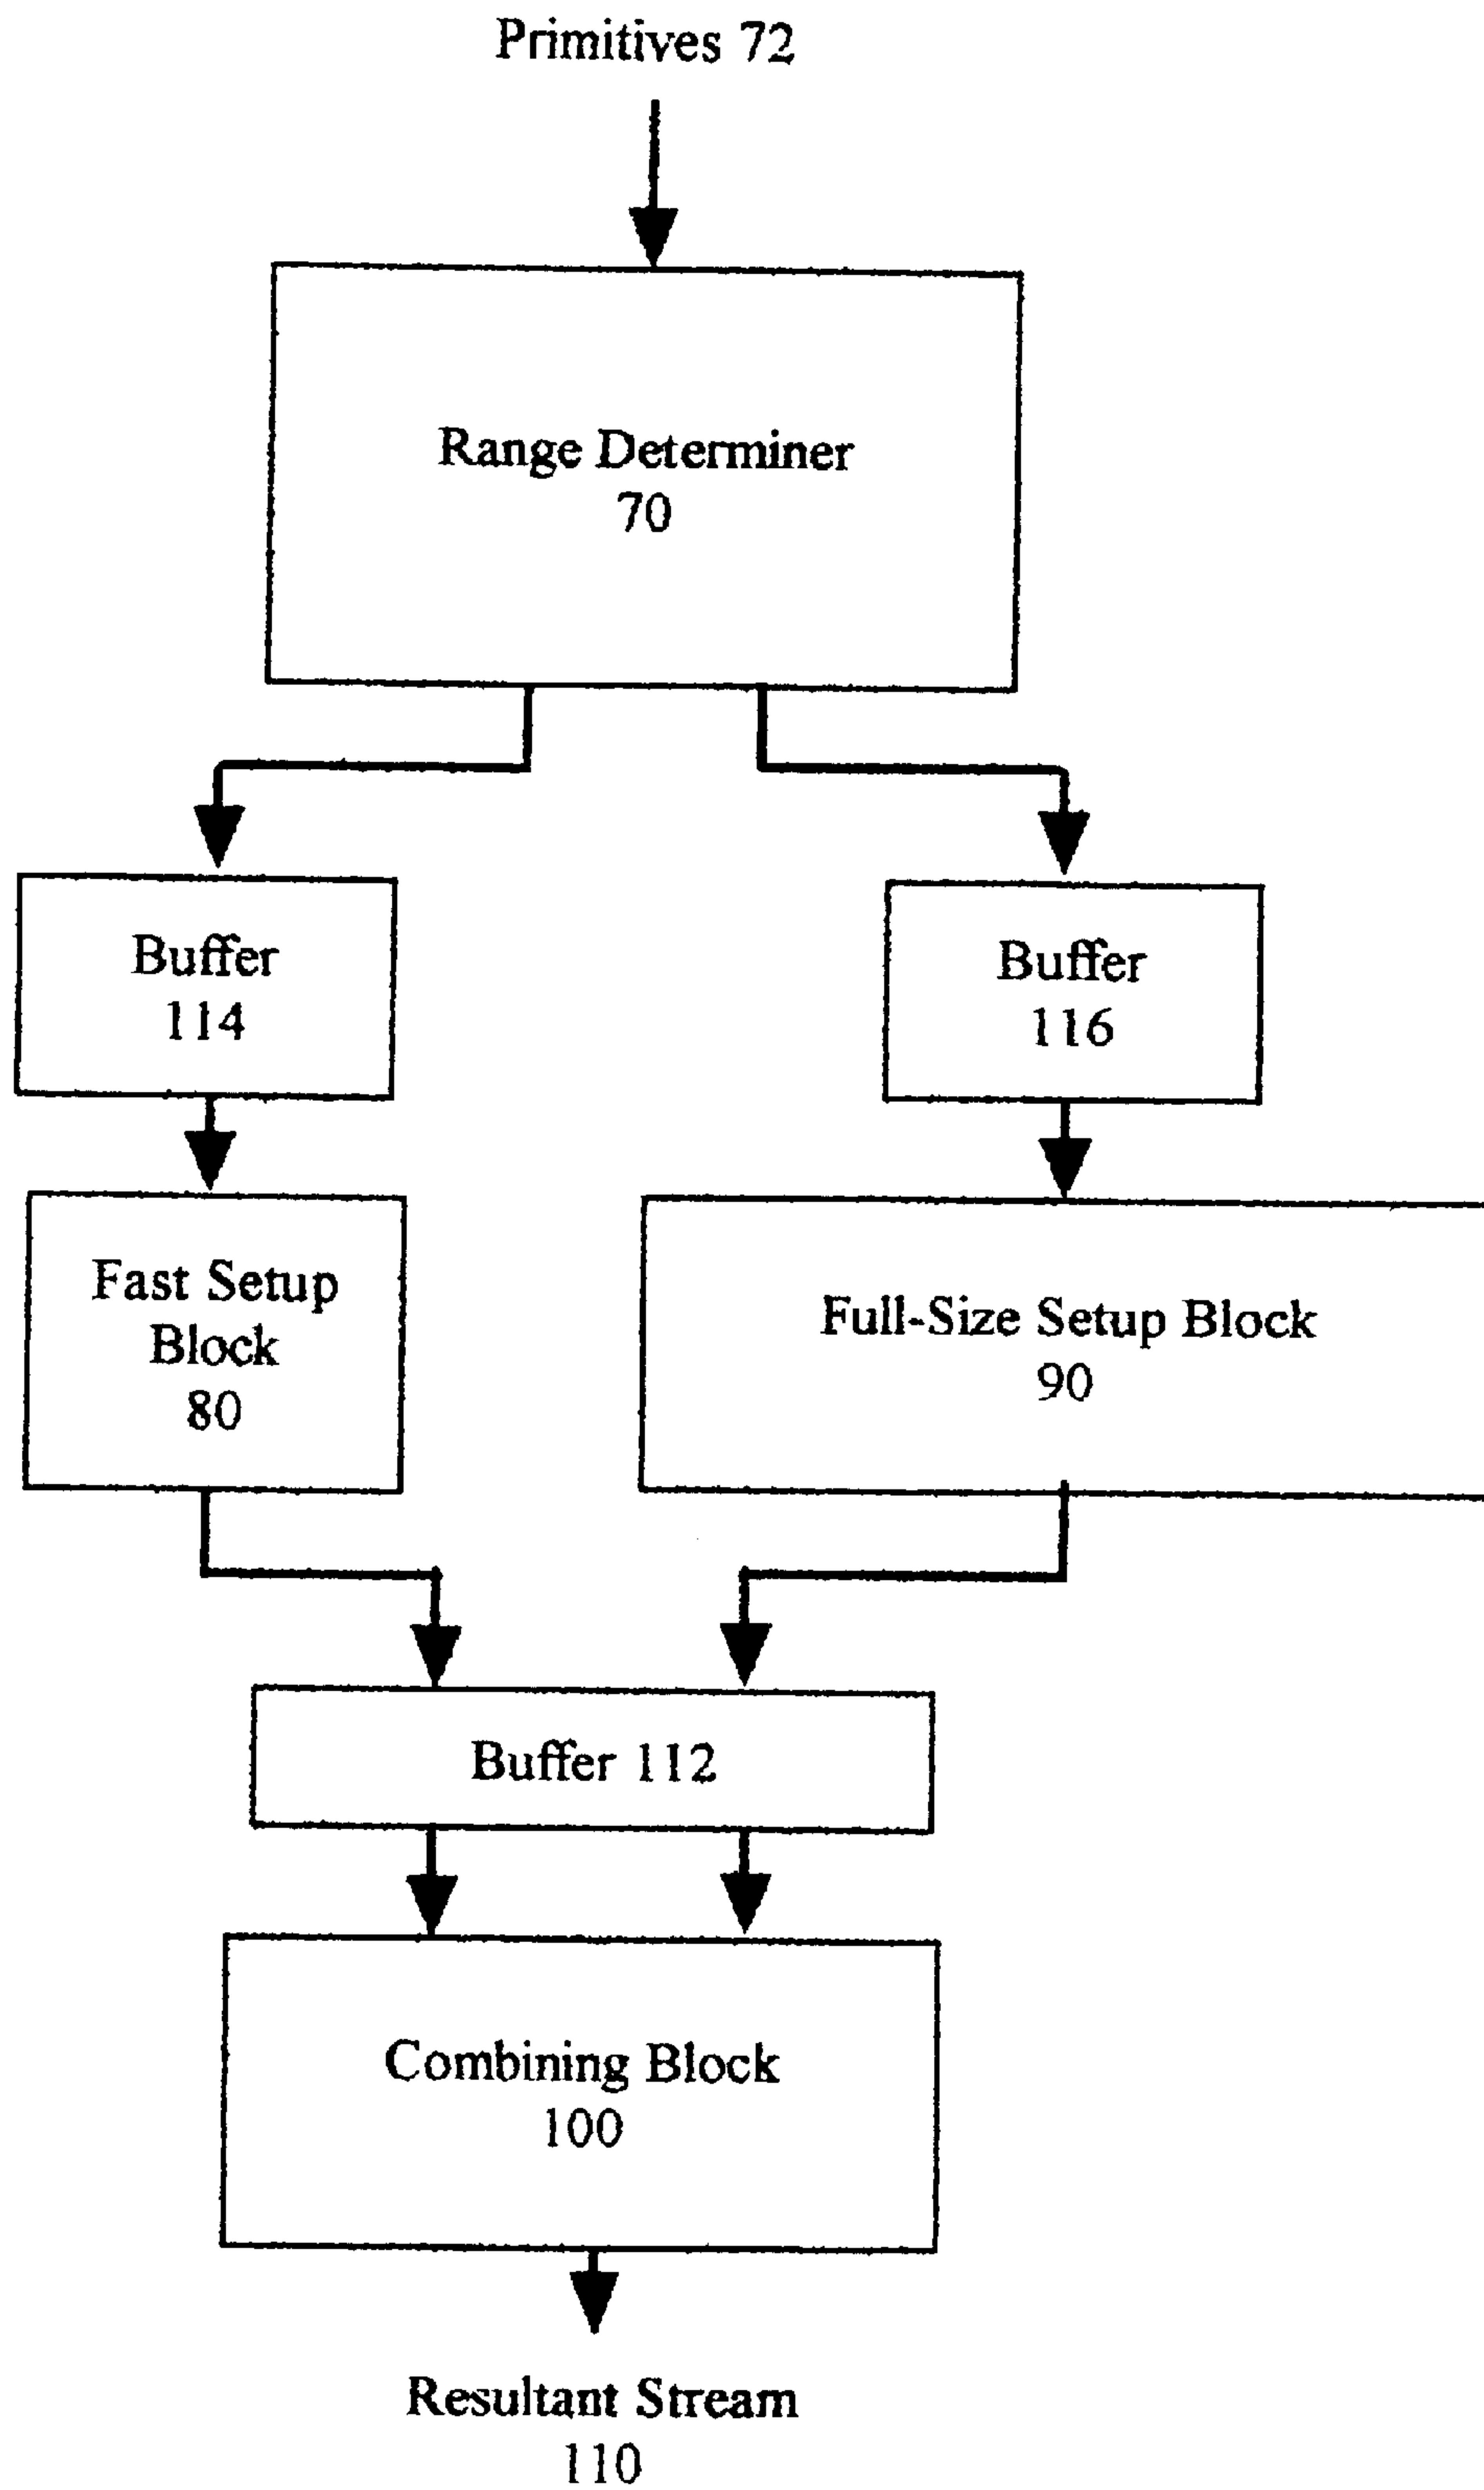 Primitives 72
Range Determiner
70
Buffer
114
Buffer
116
Fast Setup
Block
80
Full-Size Setup Block
90
Buffer 112
Combining Block
100
Resultant Stream
110